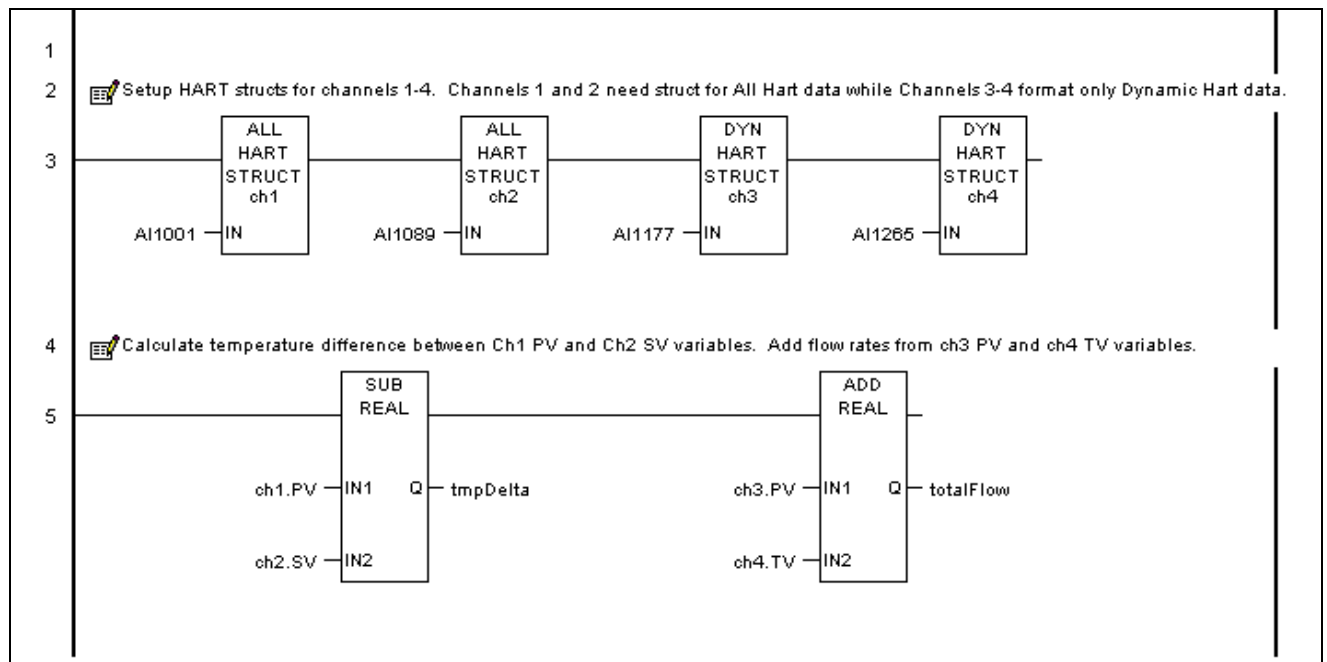 1
2 Setup HART structs for channels 1-4. Channels 1 and 2 need struct for All Hart data while Channels 3-4 format only Dynamic Hart data.
ALL ALL DYN DYN
HART HART HART HART
3 STRUCT STRUCT STRUCT STRUCT
ch1 ch2 ch3 ch4
AI1001 IN AI1089 IN AI1177 IN AI1265 IN
4 Calculate temperature difference between Ch1 PV and Ch2 SV variables. Add flow rates from ch3 PV and ch4 TV variables.
SUB ADD
5 REAL REAL
ch1.PV IN1 Q tmpDelta ch3.PV IN1 Q totalFlow
ch2.SV IN2 ch4.TV IN2